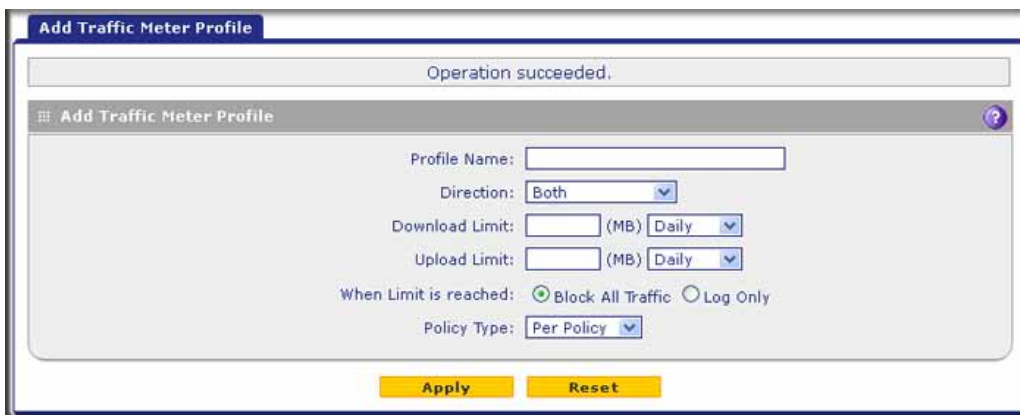 Add Traffic Meter Profile
Operation succeeded.
Add Traffic Meter Profile ?
Profile Name:
Direction: Both
Download Limit: (MB) Daily
Upload Limit: (MB) Daily
When Limit is reached: Block All Traffic Log Only
Policy Type: Per Policy
Apply Reset